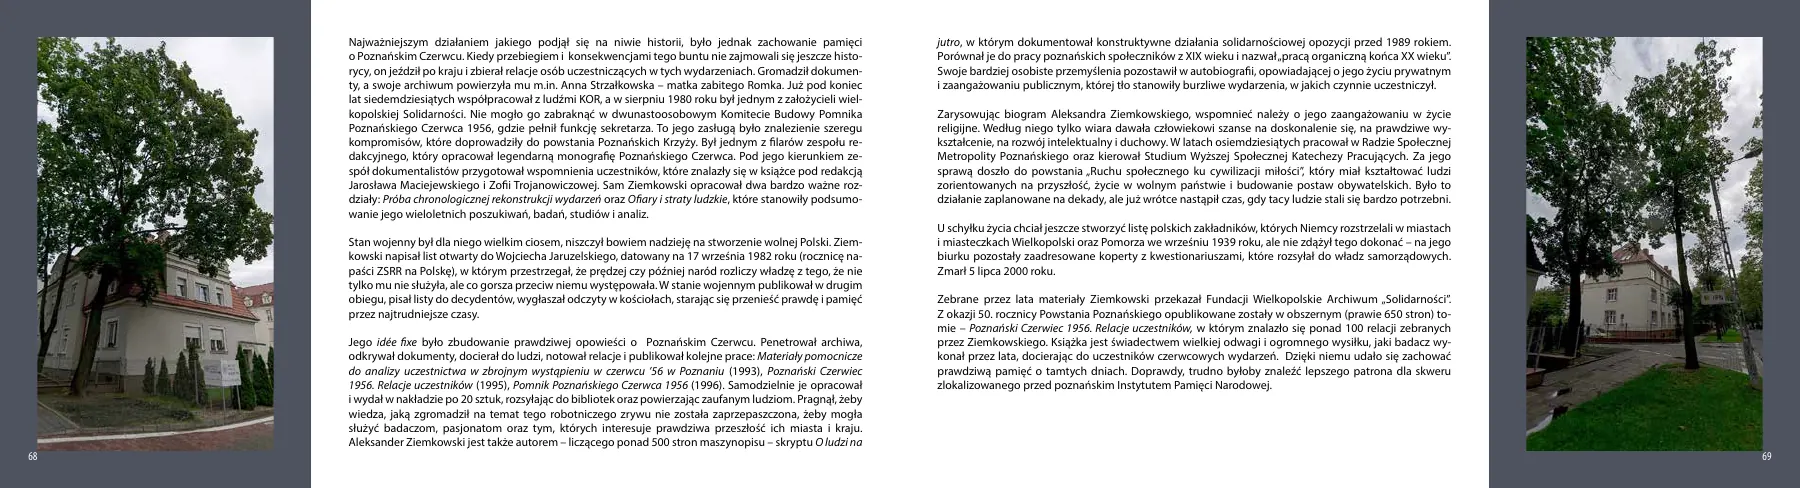 Najważniejszym działaniem jakiego podjął się na niwie historii, było jednak zachowanie pamięci
o Poznańskim Czerwcu. Kiedy przebiegiem i konsekwencjami tego buntu nie zajmowali się jeszcze histo-
rycy, on jeździł po kraju i zbierał relacje osób uczestniczących w tych wydarzeniach. Gromadził dokumen-
ty, a swoje archiwum powierzyła mu m.in. Anna Strzałkowska – matka zabitego Romka. Już pod koniec
lat siedemdziesiątych współpracował z ludźmi KOR, a w sierpniu 1980 roku był jednym z założycieli wiel-
kopolskiej Solidarności. Nie mogło go zabraknąć w dwunastoosobowym Komitecie Budowy Pomnika
Poznańskiego Czerwca 1956, gdzie pełnił funkcję sekretarza. To jego zasługą było znalezienie szeregu
kompromisów, które doprowadziły do powstania Poznańskich Krzyży. Był jednym z filarów zespołu re-
dakcyjnego, który opracował legendarną monografię Poznańskiego Czerwca. Pod jego kierunkiem ze-
spół dokumentalistów przygotował wspomnienia uczestników, które znalazły się w książce pod redakcją
Jarosława Maciejewskiego i Zofii Trojanowiczowej. Sam Ziemkowski opracował dwa bardzo ważne roz-
działy: Próba chronologicznej rekonstrukcji wydarzeń oraz Ofiary i straty ludzkie, które stanowiły podsumo-
wanie jego wieloletnich poszukiwań, badań, studiów i analiz.
Stan wojenny był dla niego wielkim ciosem, niszczył bowiem nadzieję na stworzenie wolnej Polski. Ziem-
kowski napisał list otwarty do Wojciecha Jaruzelskiego, datowany na 17 września 1982 roku (rocznicę na-
paści ZSRR na Polskę), w którym przestrzegał, że prędzej czy później naród rozliczy władzę z tego, że nie
tylko mu nie służyła, ale co gorsza przeciw niemu występowała. W stanie wojennym publikował w drugim
obiegu, pisał listy do decydentów, wygłaszał odczyty w kościołach, starając się przenieść prawdę i pamięć
przez najtrudniejsze czasy.
Jego idée fixe było zbudowanie prawdziwej opowieści o Poznańskim Czerwcu. Penetrował archiwa,
odkrywał dokumenty, docierał do ludzi, notował relacje i publikował kolejne prace: Materiały pomocnicze
do analizy uczestnictwa w zbrojnym wystąpieniu w czerwcu ’56 w Poznaniu (1993), Poznański Czerwiec
1956. Relacje uczestników (1995), Pomnik Poznańskiego Czerwca 1956 (1996). Samodzielnie je opracował
i wydał w nakładzie po 20 sztuk, rozsyłając do bibliotek oraz powierzając zaufanym ludziom. Pragnął, żeby
wiedza, jaką zgromadził na temat tego robotniczego zrywu nie została zaprzepaszczona, żeby mogła
służyć badaczom, pasjonatom oraz tym, których interesuje prawdziwa przeszłość ich miasta i kraju.
Aleksander Ziemkowski jest także autorem – liczącego ponad 500 stron maszynopisu – skryptu O ludzi na
68
jutro, w którym dokumentował konstruktywne działania solidarnościowej opozycji przed 1989 rokiem.
Porównał je do pracy poznańskich społeczników z XIX wieku i nazwał „pracą organiczną końca XX wieku”.
Swoje bardziej osobiste przemyślenia pozostawił w autobiografii, opowiadającej o jego życiu prywatnym
i zaangażowaniu publicznym, której tło stanowiły burzliwe wydarzenia, w jakich czynnie uczestniczył.
Zarysowując biogram Aleksandra Ziemkowskiego, wspomnieć należy o jego zaangażowaniu w życie
religijne. Według niego tylko wiara dawała człowiekowi szanse na doskonalenie się, na prawdziwe wy-
kształcenie, na rozwój intelektualny i duchowy. W latach osiemdziesiątych pracował w Radzie Społecznej
Metropolity Poznańskiego oraz kierował Studium Wyższej Społecznej Katechezy Pracujących. Za jego
sprawą doszło do powstania „Ruchu społecznego ku cywilizacji miłości”, który miał kształtować ludzi
zorientowanych na przyszłość, życie w wolnym państwie i budowanie postaw obywatelskich. Było to
działanie zaplanowane na dekady, ale już wrótce nastąpił czas, gdy tacy ludzie stali się bardzo potrzebni.
U schyłku życia chciał jeszcze stworzyć listę polskich zakładników, których Niemcy rozstrzelali w miastach
i miasteczkach Wielkopolski oraz Pomorza we wrześniu 1939 roku, ale nie zdążył tego dokonać – na jego
biurku pozostały zaadresowane koperty z kwestionariuszami, które rozsyłał do władz samorządowych.
Zmarł 5 lipca 2000 roku.
Zebrane przez lata materiały Ziemkowski przekazał Fundacji Wielkopolskie Archiwum „Solidarności”.
Z okazji 50. rocznicy Powstania Poznańskiego opublikowane zostały w obszernym (prawie 650 stron) to-
mie – Poznański Czerwiec 1956. Relacje uczestników, w którym znalazło się ponad 100 relacji zebranych
przez Ziemkowskiego. Książka jest świadectwem wielkiej odwagi i ogromnego wysiłku, jaki badacz wy-
konał przez lata, docierając do uczestników czerwcowych wydarzeń. Dzięki niemu udało się zachować
prawdziwą pamięć o tamtych dniach. Doprawdy, trudno byłoby znaleźć lepszego patrona dla skweru
zlokalizowanego przed poznańskim Instytutem Pamięci Narodowej.
69